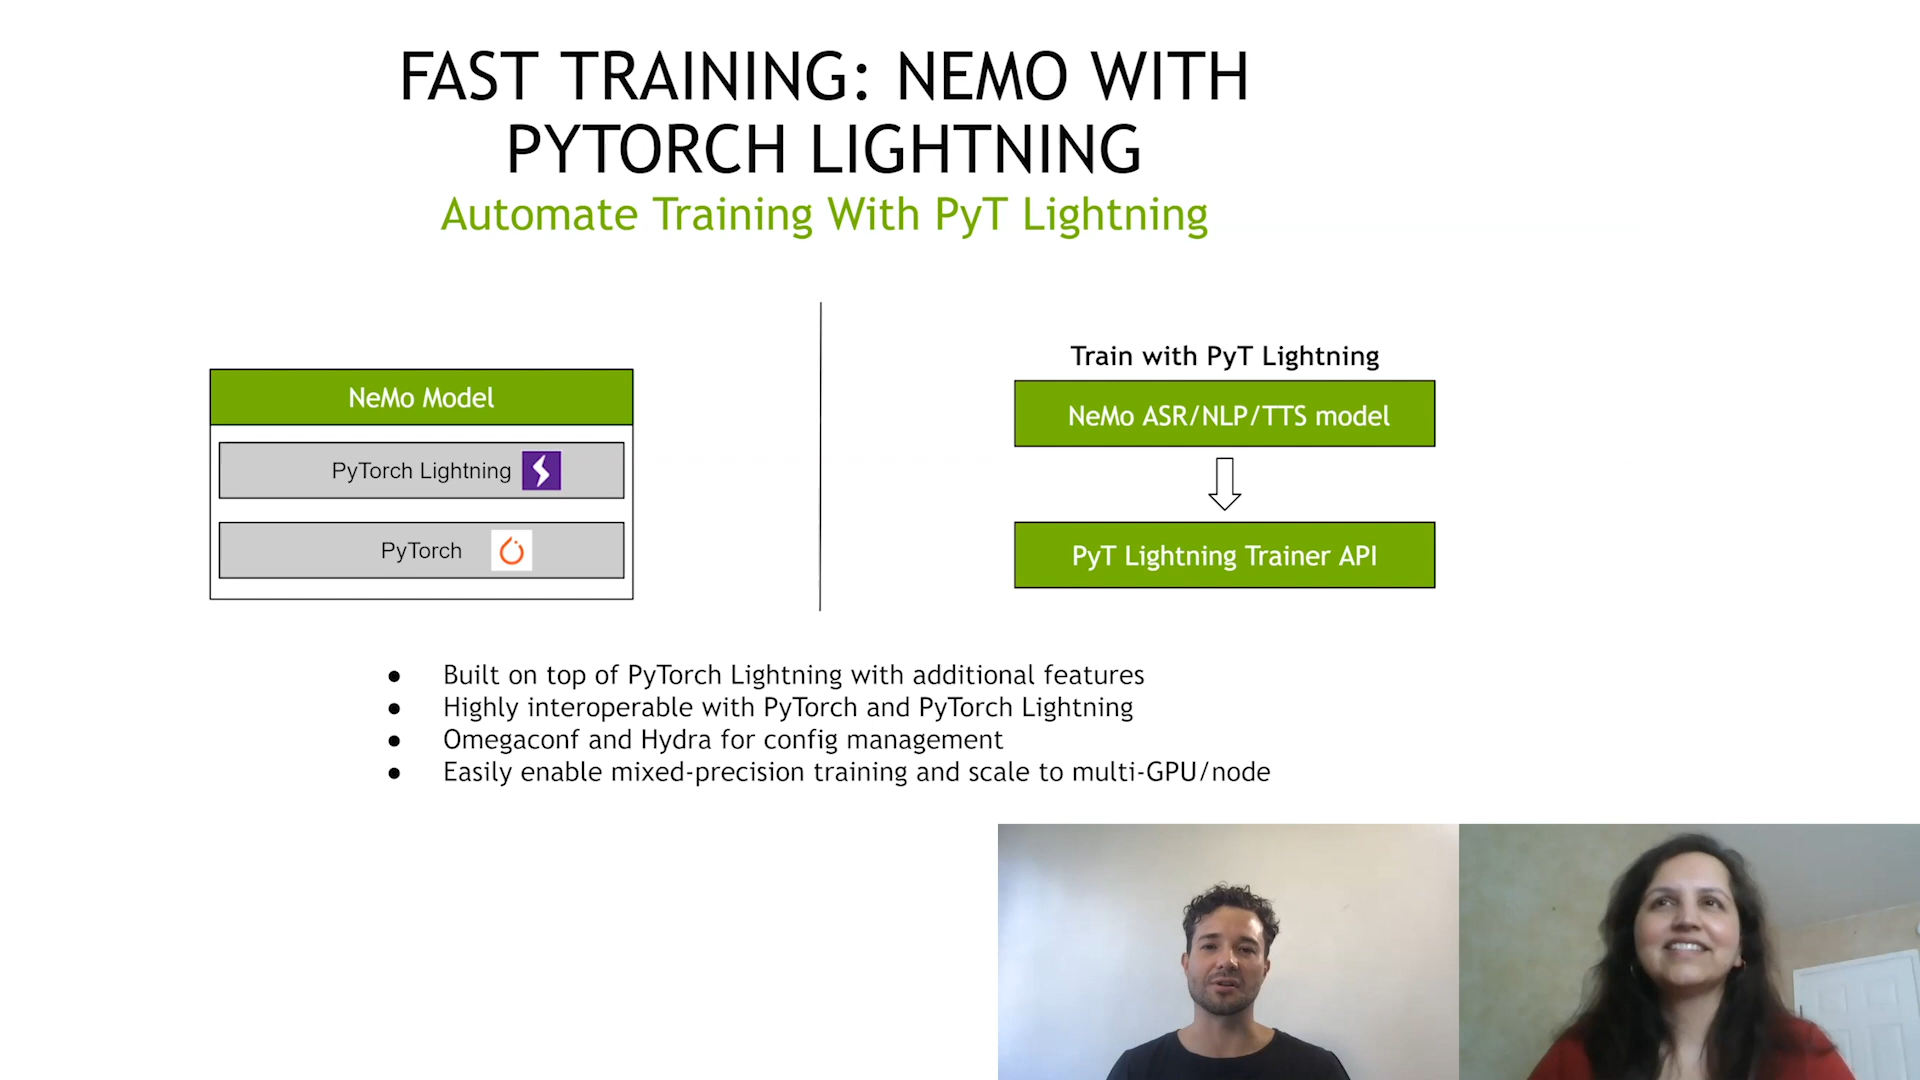 FAST TRAINING: NEMO WITH
PYTORCH LIGHTNING
Automate Training With PyT Lightning
NeMo Model
PyTorch Lightning
PyTorch
Train with PyT Lightning
NeMo ASR/NLP/TTS model
PyT Lightning Trainer API
● Built on top of PyTorch Lightning with additional features
● Highly interoperable with PyTorch and PyTorch Lightning
● Omegaconf and Hydra for config management
● Easily enable mixed-precision training and scale to multi-GPU/node